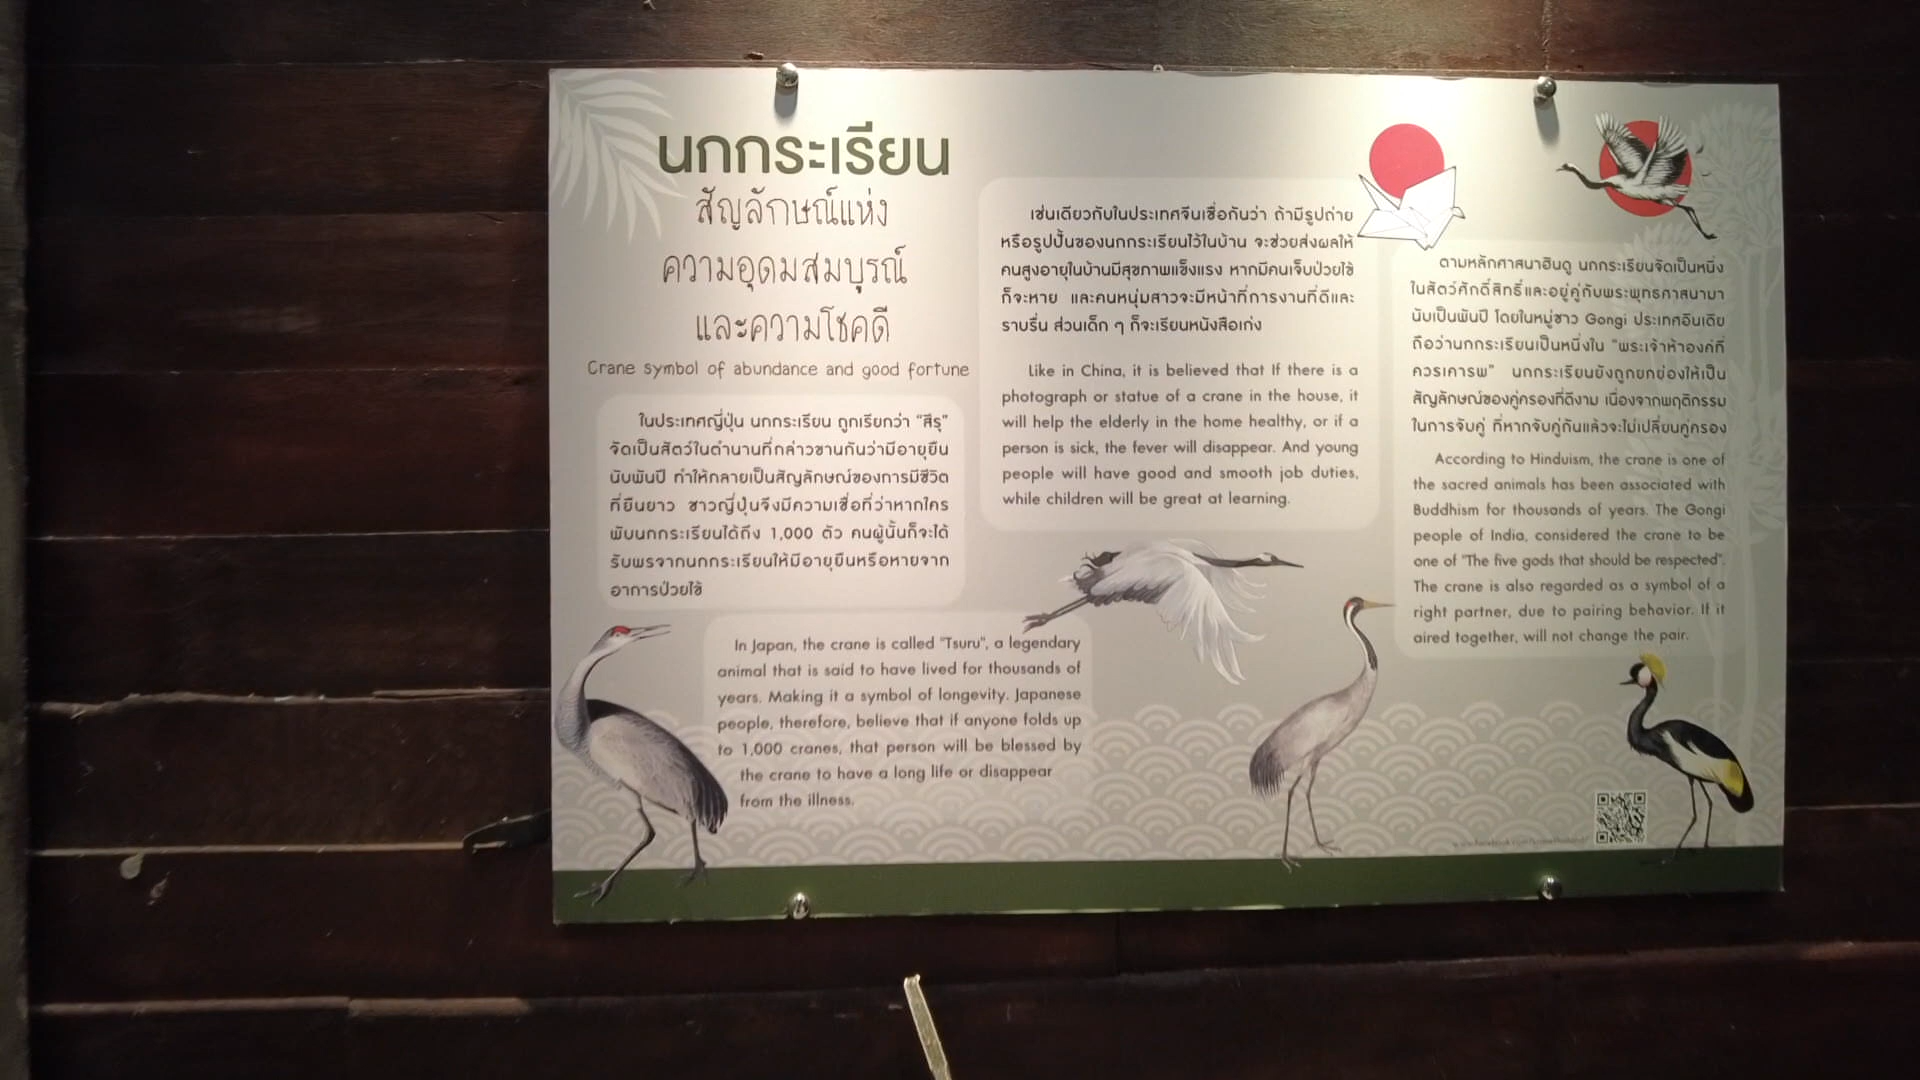 นกกระเรียน
สัญลักษณ์แห่ง
ความอุดมสมบูรณ์
และความโชคดี
Crane symbol of abundance and good fortune
ในประเทศญี่ปุ่น นกกระเรียน ถูกเรียกว่า “สึรุ”
จัดเป็นสัตว์ในตำนานที่กล่าวขานกันว่ามีอายุยืน
นับพันปี ทำให้กลายเป็นสัญลักษณ์ของการมีชีวิต
ที่ยืนยาว ชาวญี่ปุ่นจึงมีความเชื่อที่ว่าหากใคร
พับนกกระเรียนได้ถึง 1,000 ตัว คนผู้นั้นก็จะได้
รับพรจากนกกระเรียนให้มีอายุยืนหรือหายจาก
อาการป่วยไข้
In Japan, the crane is called "Tsuru", a legendary
animal that is said to have lived for thousands of
years. Making it a symbol of longevity. Japanese
people, therefore, believe that if anyone folds up
to 1,000 cranes, that person will be blessed by
the crane to have a long life or disappear
from the illness.
เช่นเดียวกับในประเทศจีนเชื่อกันว่า ถ้ามีรูปถ่าย
หรือรูปปั้นของนกกระเรียนไว้ในบ้าน จะช่วยส่งผลให้
คนสูงอายุในบ้านมีสุขภาพแข็งแรง หากมีคนเจ็บป่วยไข้
ก็จะหาย และคนหนุ่มสาวจะมีหน้าที่การงานที่ดีและ
ราบรื่น ส่วนเด็ก ๆ ก็จะเรียนหนังสือเก่ง
Like in China, it is believed that If there is a
photograph or statue of a crane in the house, it
will help the elderly in the home healthy, or if a
person is sick, the fever will disappear. And young
people will have good and smooth job duties,
while children will be great at learning.
ตามหลักศาสนาฮินดู นกกระเรียนจัดเป็นหนึ่ง
ในสัตว์ศักดิ์สิทธิ์และอยู่คู่กับพระพุทธศาสนามา
นับเป็นพันปี โดยในหมู่ชาว Gongi ประเทศอินเดีย
ถือว่านกกระเรียนเป็นหนึ่งใน “พระเจ้าห้าองค์ที่
ควรเคารพ” นกกระเรียนยังถูกยกย่องให้เป็น
สัญลักษณ์ของคู่ครองที่ดีงาม เนื่องจากพฤติกรรม
ในการจับคู่ ที่หากจับคู่กันแล้วจะไม่เปลี่ยนคู่ครอง
According to Hinduism, the crane is one of
the sacred animals has been associated with
Buddhism for thousands of years. The Gongi
people of India, considered the crane to be
one of "The five gods that should be respected".
The crane is also regarded as a symbol of a
right partner, due to pairing behavior. If it
aired together, will not change the pair.